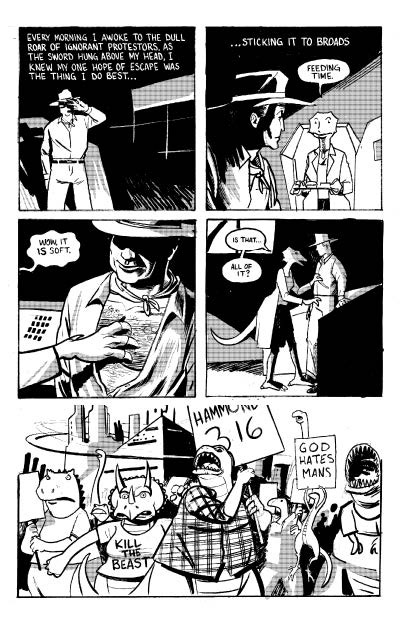 EVERY MORNING I AWOKE TO THE DULL
ROAR OF IGNORANT PROTESTORS, AS
THE SWORD HUNG ABOVE MY HEAD, I
KNEW MY ONE HOPE OF ESCAPE WAS
THE THING I DO BEST...
...STICKING IT TO BROADS
FEEDING
TIME.
WOW, IT
IS SOFT.
IS THAT...
ALL OF
IT?
HAMMOND
3 16
GOD
HATES
MANS
KILL
THE
BEAST